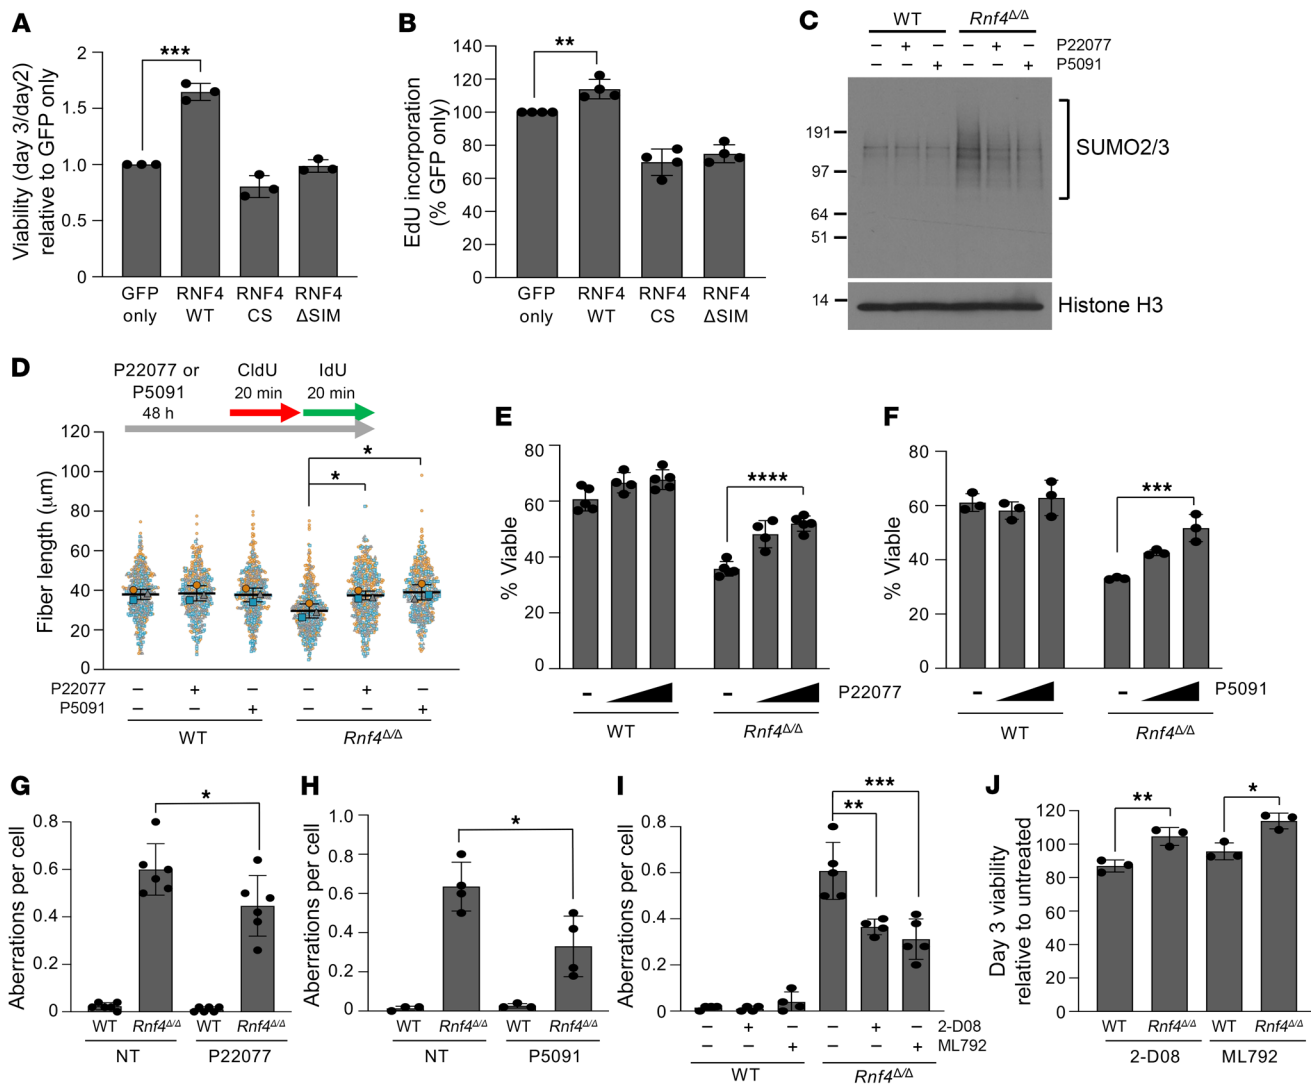 A
Viability (day 3/day2)
relative to GFP only
2
1.5
1.0
0.5
0
***
GFP
only
RNF4
WT
RNF4
CS
RNF4
ΔSIM
B
EdU incorporation
(% GFP only)
140
120
100
80
60
40
20
0
**
GFP
only
RNF4
WT
RNF4
CS
RNF4
ΔSIM
C
WT Rnf4Δ/Δ
– + – – + – P22077
– – + – – + P5091
191
97
64
51
SUMO2/3
14
Histone H3
D
P22077 or
P5091
48 h
CldU
20 min
IdU
20 min
Fiber length (μm)
120
100
80
60
40
20
0
*
*
P22077 – + – – + –
P5091 – – + – – +
WT Rnf4Δ/Δ
E
% Viable
80
60
40
20
0
****
– – P22077
WT Rnf4Δ/Δ
F
% Viable
80
60
40
20
0
***
– – P5091
WT Rnf4Δ/Δ
G
Aberrations per cell
0.8
0.6
0.4
0.2
0
*
WT Rnf4Δ/Δ WT Rnf4Δ/Δ
NT P22077
H
Aberrations per cell
1.0
0.8
0.6
0.4
0.2
0
*
WT Rnf4Δ/Δ WT Rnf4Δ/Δ
NT P5091
I
Aberrations per cell
0.8
0.6
0.4
0.2
0
***
**
– + – – + – 2-D08
– – + – – + ML792
WT Rnf4Δ/Δ
J
Day 3 viability
relative to untreated
120
100
80
60
40
20
0
**
*
WT Rnf4Δ/Δ WT Rnf4Δ/Δ
2-D08 ML792